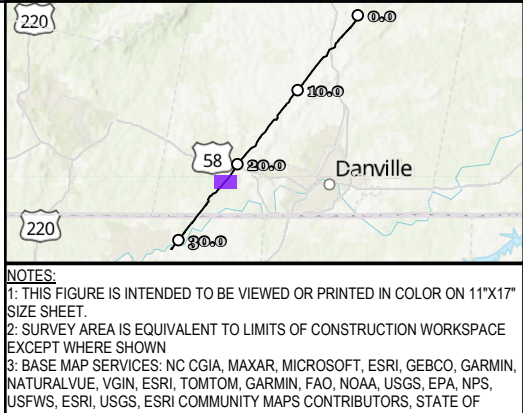 220
0.0
10.0
58
20.0
Danville
220
30.0
NOTES:
1: THIS FIGURE IS INTENDED TO BE VIEWED OR PRINTED IN COLOR ON 11"X17"
SIZE SHEET.
2: SURVEY AREA IS EQUIVALENT TO LIMITS OF CONSTRUCTION WORKSPACE
EXCEPT WHERE SHOWN
3: BASE MAP SERVICES: NC CGIA, MAXAR, MICROSOFT, ESRI, GEBCO, GARMIN,
NATURALVUE, VGIN, ESRI, TOMTOM, GARMIN, FAO, NOAA, USGS, EPA, NPS,
USFWS, ESRI, USGS, ESRI COMMUNITY MAPS CONTRIBUTORS, STATE OF